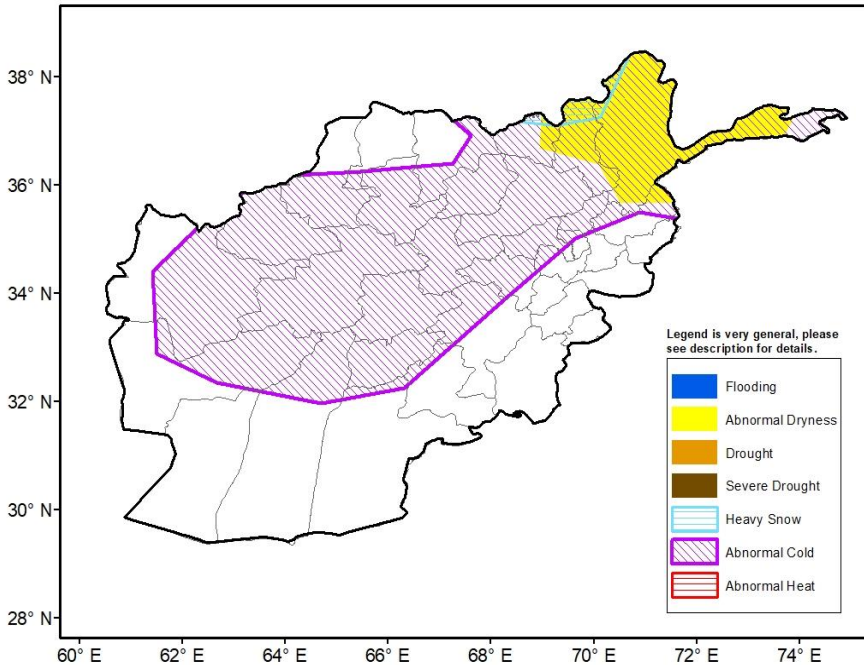 38° N
36° N
34° N
32° N
30° N
28° N
Legend is very general, please
see description for details.
Flooding
Abnormal Dryness
Drought
Severe Drought
Heavy Snow
Abnormal Cold
Abnormal Heat
60° E 62° E 64° E 66° E 68° E 70° E 72° E 74° E